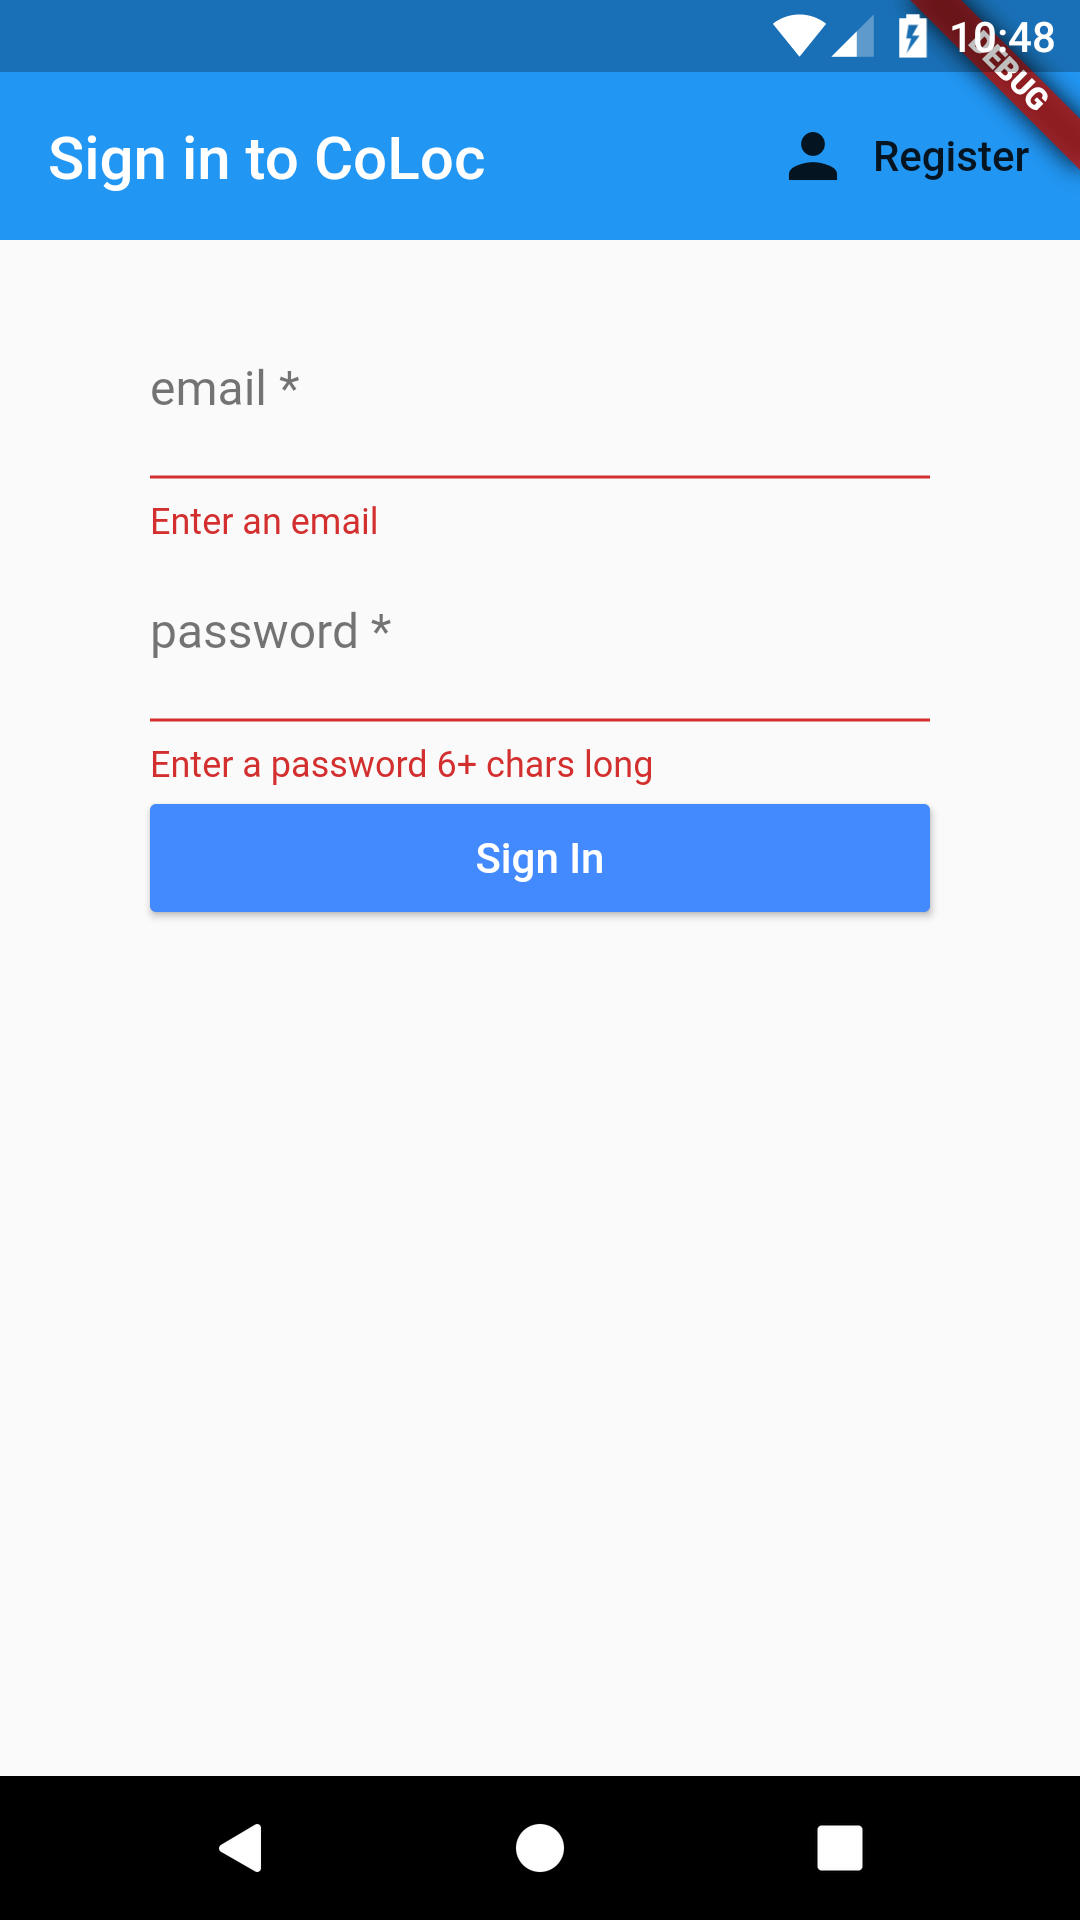 10:48
DEBUG
Sign in to CoLoc
Register
email *
Enter an email
password *
Enter a password 6+ chars long
Sign In